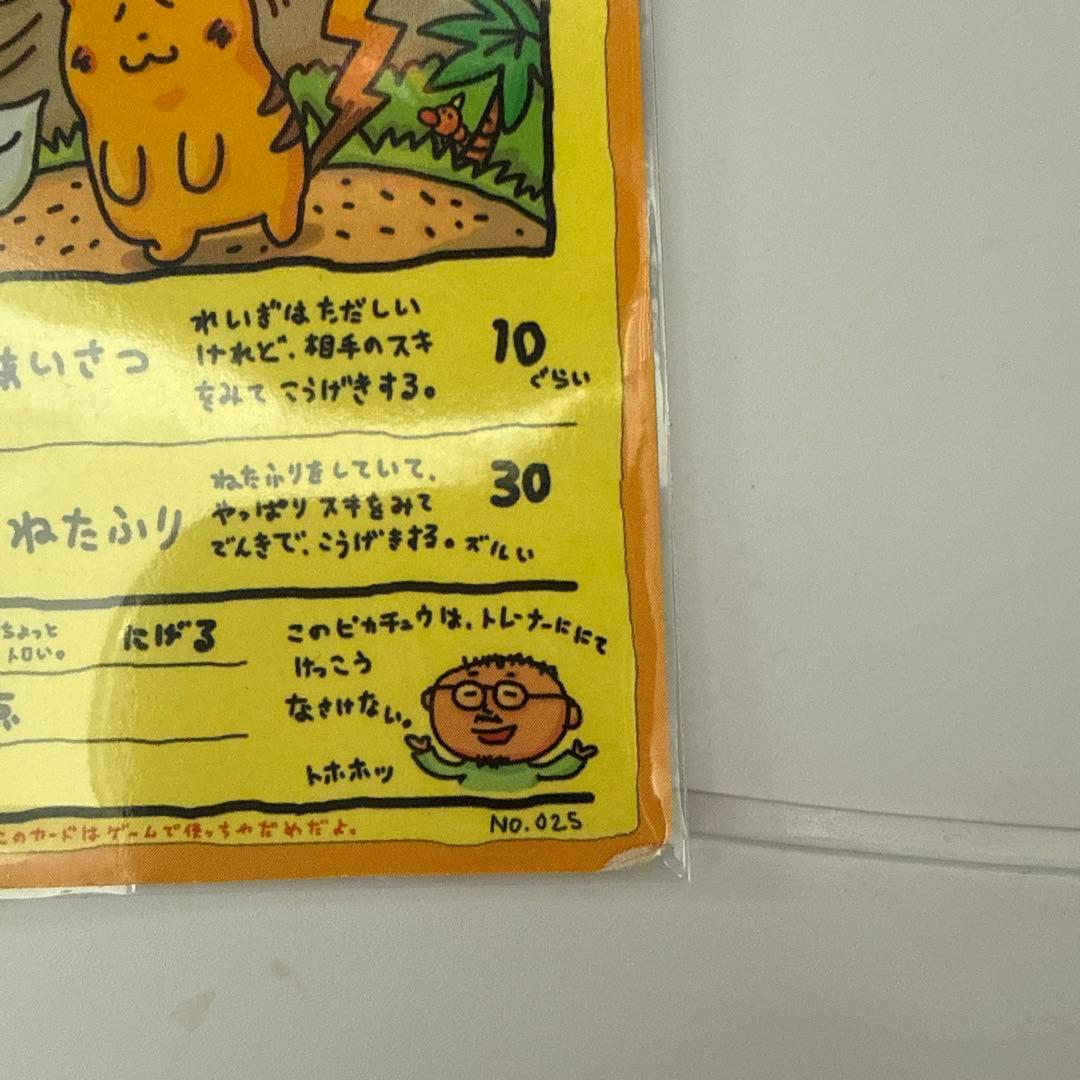 あいさつ
れいぎは ただしい
けれど、相手のスキ
をみて こうげきする。
10
ぐらい
ねたふり
ねたふりをしていて、
やっぱり スキをみて
でんきで、こうげきする。ズルい
30
ちょっと
トロい。
にげる
このピカチュウは、トレーナーににて
けっこう
なさけない。
トホホッ
このカードはゲームで使っちゃだめだよ。
NO.025